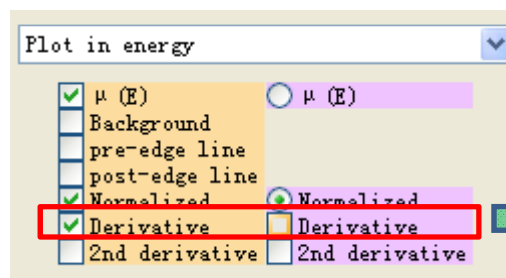 Plot in energy
μ (E) μ (E)
Background
pre-edge line
post-edge line
Normalized Normalized
Derivative Derivative
2nd derivative 2nd derivative